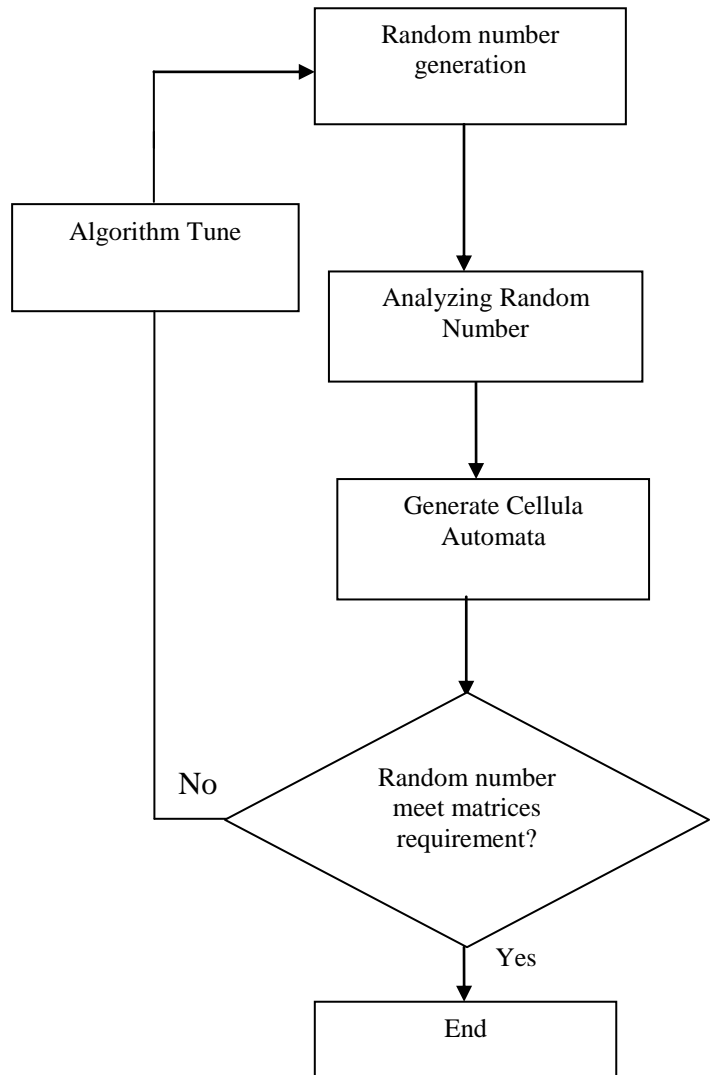 Random number
generation
Algorithm Tune
Analyzing Random
Number
Generate Cellula
Automata
No
Random number
meet matrices
requirement?
Yes
End